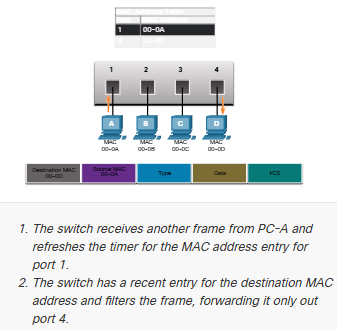 1 00-0A
1 2 3 4
A B C D
MAC MAC MAC MAC
00-0A 00-0B 00-0C 00-0D
Destination MAC Source MAC Type Data FCS
00-0D 00-0A
1. The switch receives another frame from PC-A and
refreshes the timer for the MAC address entry for
port 1.
2. The switch has a recent entry for the destination MAC
address and filters the frame, forwarding it only out
port 4.